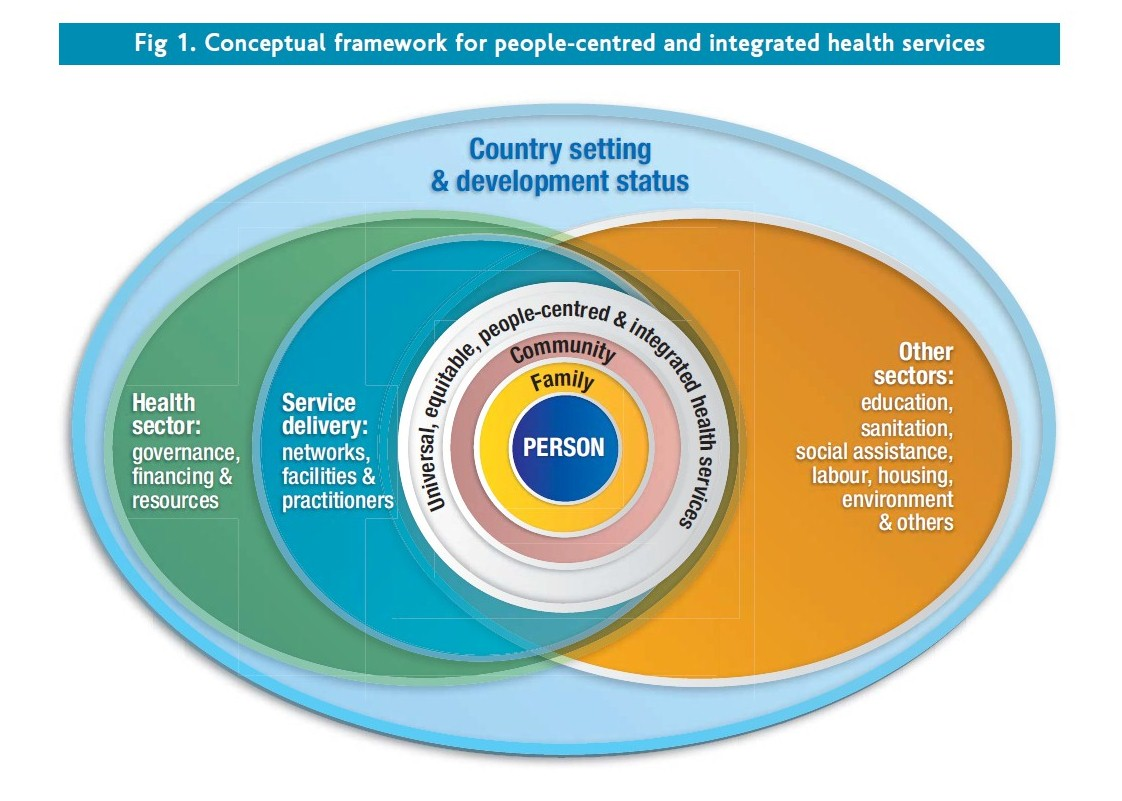 Fig 1. Conceptual framework for people-centred and integrated health services
Country setting
& development status
Universal, equitable, people-centred & integrated health services
Community
Family
PERSON
Health
sector:
governance,
financing &
resources
Service
delivery:
networks,
facilities &
practitioners
Other
sectors:
education,
sanitation,
social assistance,
labour, housing,
environment
& others